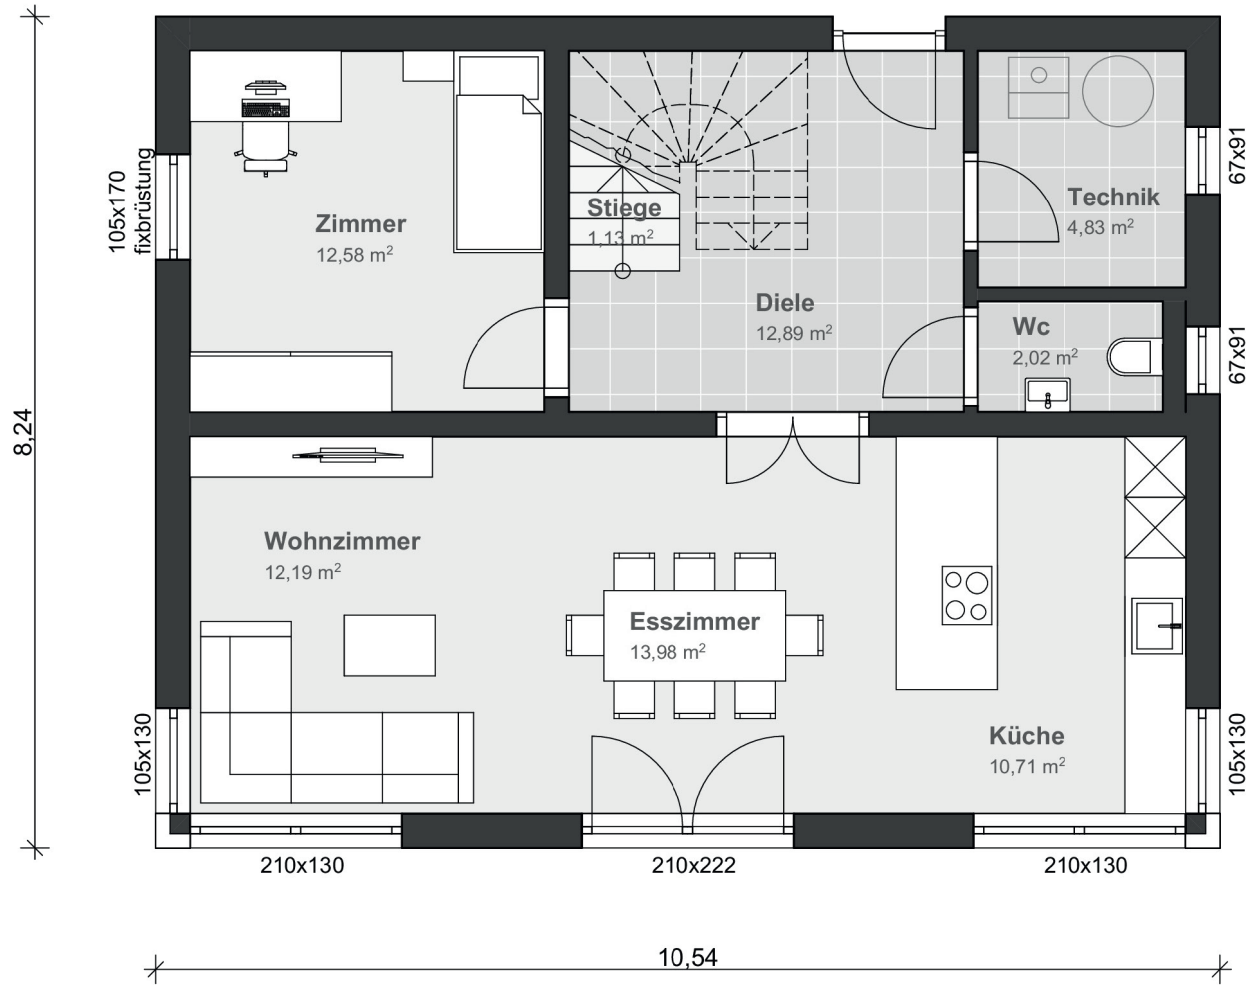 67x91
105x170
fixbrüstung
Zimmer
12,58 m²
Stiege
1,13 m²
Technik
4,83 m²
Diele
12,89 m²
Wc
2,02 m²
67x91
8,24
Wohnzimmer
12,19 m²
Esszimmer
13,98 m²
Küche
10,71 m²
105x130
105x130
210x130
210x222
210x130
10,54